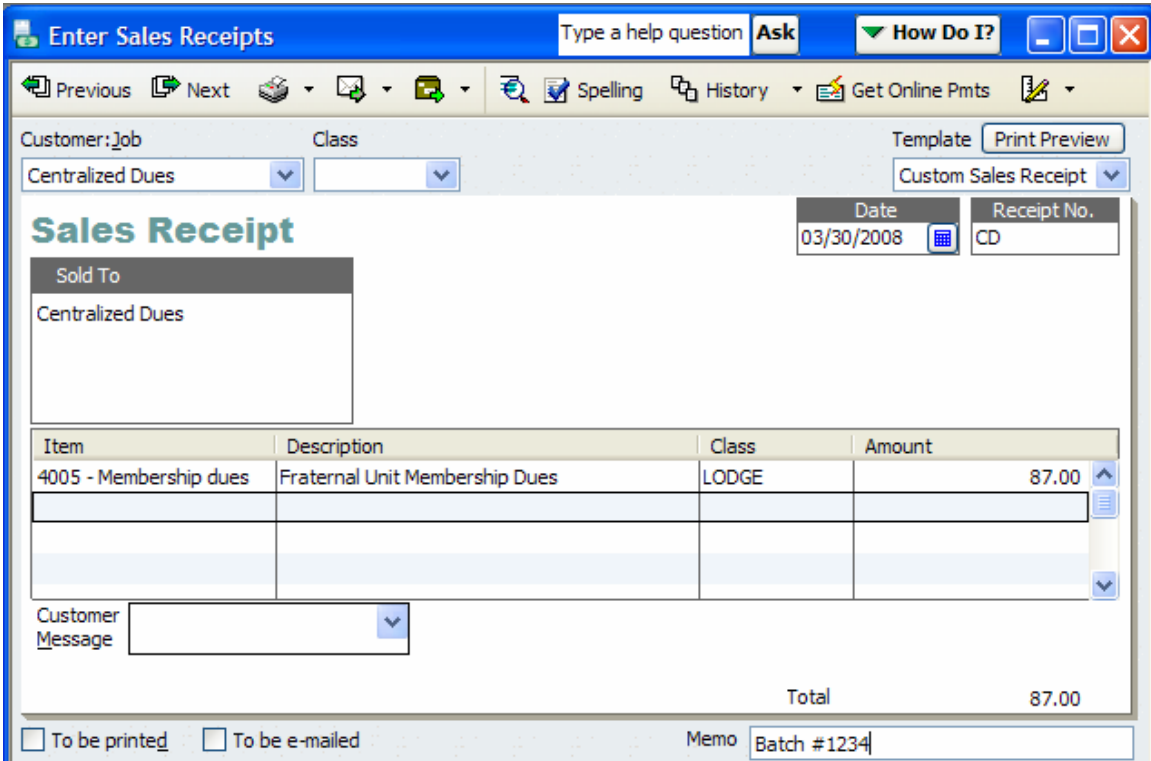 Enter Sales Receipts Type a help question Ask How Do I?
Previous Next Spelling History Get Online Pmts
Customer:Job Class Template Print Preview
Centralized Dues Custom Sales Receipt
Sales Receipt Date Receipt No.
03/30/2008 CD
Sold To
Centralized Dues
Item Description Class Amount
4005 - Membership dues Fraternal Unit Membership Dues LODGE 87.00
Customer
Message
Total 87.00
To be printed To be e-mailed Memo Batch #1234